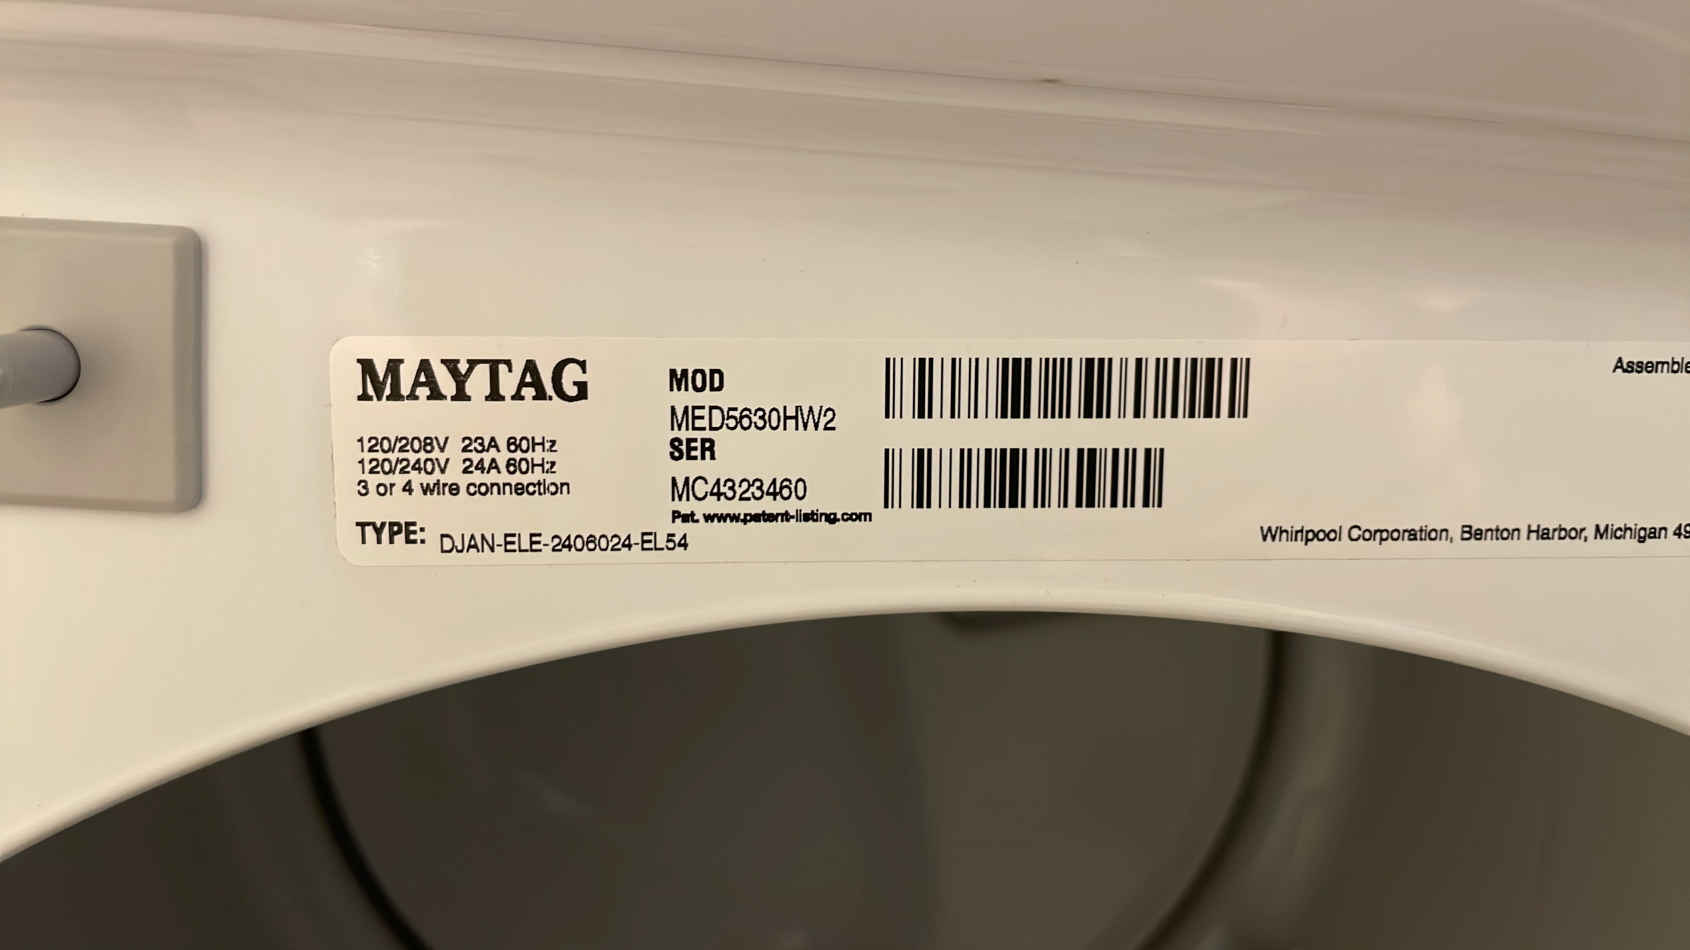 MAYTAG
120/208V 23A 60Hz
120/240V 24A 60Hz
3 or 4 wire connection
TYPE: DJAN-ELE-2406024-EL54
MOD
MED5630HW2
SER
MC4323460
Pat. www.patent-listing.com
Whirlpool Corporation, Benton Harbor, Michigan